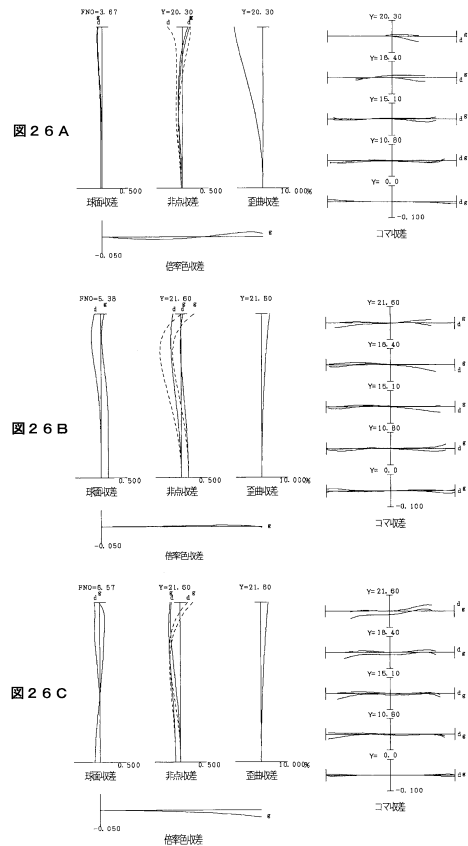 図26A
FNO=3.67
d g
0.500
球面収差
Y=20.30
d g
0.500
非点収差
Y=20.30
10.000%
歪曲収差
g
-0.050
倍率色収差
Y=20.30
d g
Y=18.40
d g
Y=15.10
d g
Y=10.80
d g
Y= 0.0
d g
-0.100
コマ収差
図26B
FNO=5.38
d g
0.500
球面収差
Y=21.60
d d g g
0.500
非点収差
Y=21.60
10.000%
歪曲収差
g
-0.050
倍率色収差
Y=21.60
d g
Y=18.40
d g
Y=15.10
d g
Y=10.80
d g
Y= 0.0
d g
-0.100
コマ収差
図26C
FNO=6.57
d g
0.500
球面収差
Y=21.60
g g
d d
0.500
非点収差
Y=21.60
10.000%
歪曲収差
g
-0.050
倍率色収差
Y=21.60
d g
Y=18.40
d g
Y=15.10
d g
Y=10.80
d g
Y= 0.0
d g
-0.100
コマ収差